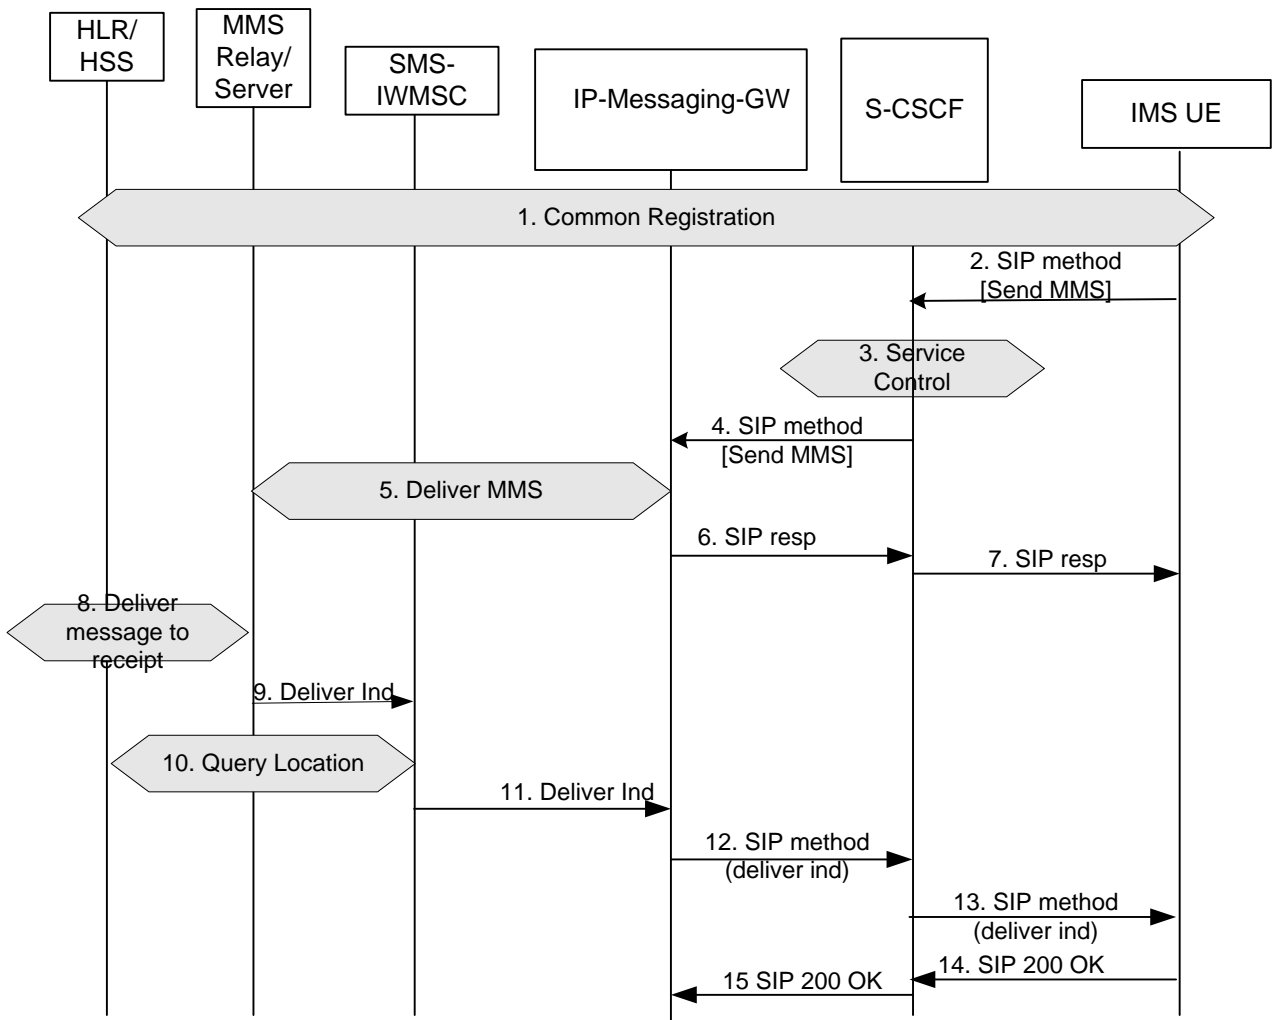 HLR/
HSS
MMS
Relay/
Server
SMS-
IWMSC
IP-Messaging-GW
S-CSCF
IMS UE
1. Common Registration
2. SIP method
[Send MMS]
3. Service
Control
4. SIP method
[Send MMS]
5. Deliver MMS
6. SIP resp
7. SIP resp
8. Deliver
message to
receipt
9. Deliver Ind
10. Query Location
11. Deliver Ind
12. SIP method
(deliver ind)
13. SIP method
(deliver ind)
14. SIP 200 OK
15 SIP 200 OK